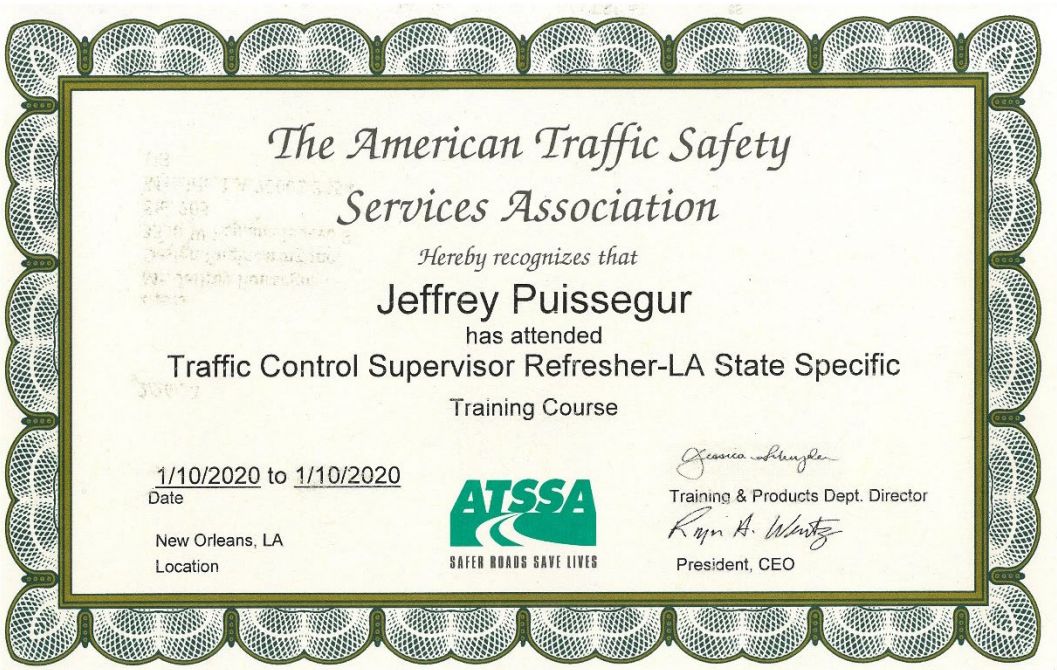 The American Traffic Safety
Services Association
Hereby recognizes that
Jeffrey Puissegur
has attended
Traffic Control Supervisor Refresher-LA State Specific
Training Course
1/10/2020 to 1/10/2020
Date
New Orleans, LA
Location
ATSSA
SAFER ROADS SAVE LIVES
Jessica
Training & Products Dept. Director
A. Wentz
President, CEO